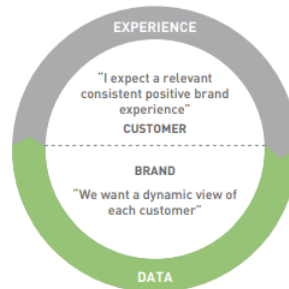 EXPERIENCE
“I expect a relevant
consistent positive brand
experience”
CUSTOMER
BRAND
“We want a dynamic view of
each customer”
DATA